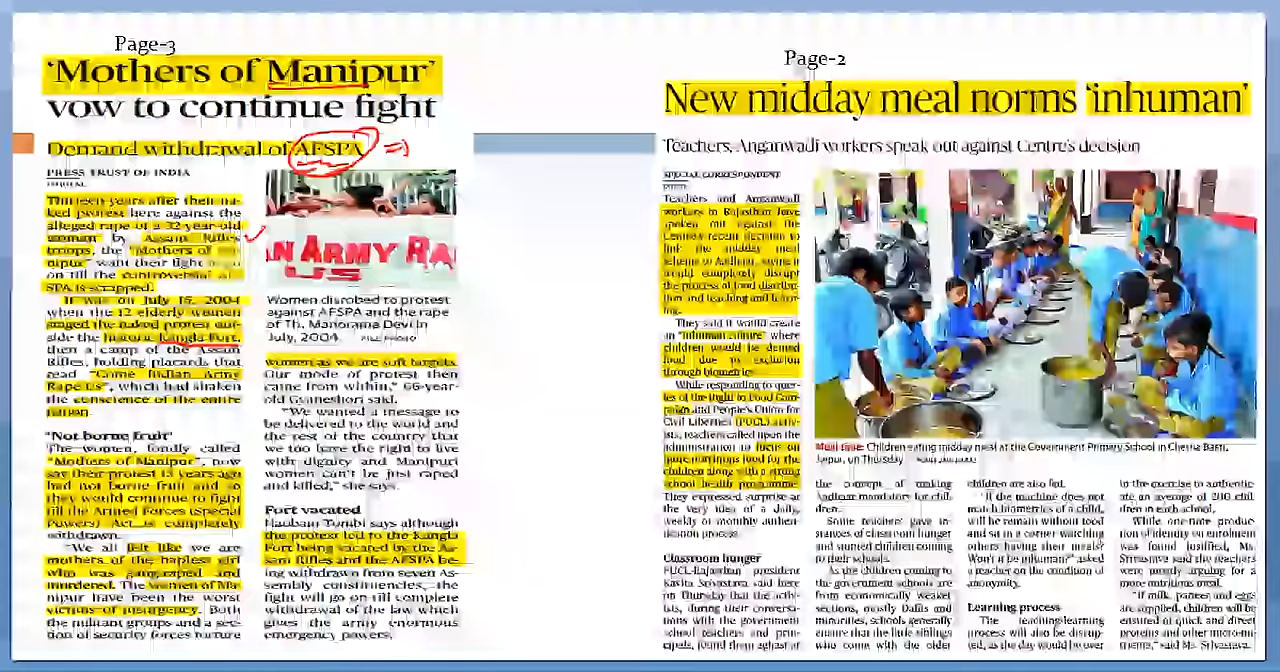 Page-3
'Mothers of Manipur'
vow to continue fight
Demand withdrawal of AFSPA =)
PRESS TRUST OF INDIA
Thirteen years after their na-
ked protest here against the
alleged rape of a 32-year-old
woman by Assam Rifles
troops, the "Mothers of
nipur" want their fight
on till the controversial
SPA is scrapped.
It was on July 15, 2004
when the 12 elderly women
staged the naked protest out-
side the historic Kangla Fort,
then a camp of the Assam
Rifles, holding placards that
read "Come Indian Army
Rape Us", which had shaken
the conscience of the entire
nation.
'Not borne fruit'
The women, fondly called
"Mothers of Manipur", now
say their protest 13 years ago
had not borne fruit and so
they would continue to fight
till the Armed Forces (Special
Powers) Act is completely
withdrawn.
"We all felt like we are
mothers of the hapless girl
who was gangraped and
murdered. The women of Ma-
nipur have been the worst
victims of insurgency. Both
the militant groups and a sec-
tion of security forces torture
AN ARMY RA
US
Women disrobed to protest
against AFSPA and the rape
of Th. Manorama Devi in
July, 2004. FILE PHOTO
women as we are soft targets.
Our mode of protest then
came from within," 66-year-
old Gyaneshori said.
"We wanted a message to
be delivered to the world and
the rest of the country that
we too have the right to live
with dignity and Manipuri
women can't be just raped
and killed," she says.
Fort vacated
Haobam Tombi says although
the protest led to the Kangla
Fort being vacated by the As-
sam Rifles and the AFSPA be-
ing withdrawn from seven As-
sembly constituencies, the
fight will go on till complete
withdrawal of the law which
gives the army enormous
emergency powers.
Page-2
New midday meal norms 'inhuman'
Teachers, Anganwadi workers speak out against Centre's decision
SPECIAL CORRESPONDENT
Teachers and Anganwadi
workers in Rajasthan have
spoken out against the
Centre's recent decision to
link the midday meal
scheme to Aadhaar, saying it
would completely disrupt
the process of food distribu-
tion and teaching and learn-
ing.
They said it would create
an "inhuman culture" where
children would be denied
food due to exclusion
through biometric.
While responding to quer-
ies of the Right to Food Cam-
paign and People's Union for
Civil Liberties (PUCL) activ-
ists, teachers called upon the
administration to focus on
more nutritious food for the
children along with a strong
school health programme.
They expressed surprise at
the very idea of a daily,
weekly or monthly authen-
tication process.
Classroom hunger
PUCL-Rajasthan president
Kavita Srivastava said here
on Thursday that the activ-
ists, during their conversa-
tions with the government
school teachers and prin-
cipals, found them aghast at
Meal time: Children eating midday meal at the Government Primary School in Chetna Basti,
Jaipur, on Thursday
the concept of making
Aadhaar mandatory for chil-
dren.
Some teachers gave in-
stances of classroom hunger
and stunted children coming
to their schools.
As the children coming to
the government schools are
from economically weaker
sections, mostly Dalits and
minorities, schools generally
ensure that the little siblings
who come with the older
children are also fed.
"If the machine does not
match biometrics of a child,
will he remain without food
and sit in a corner watching
others having their meals?
Won't it be inhuman?" asked
a teacher on the condition of
anonymity.
Learning process
The teaching-learning
process will also be disrup-
ted, as the day would be over
in the exercise to authentic-
ate an average of 200 chil-
dren in each school.
While one-time produc-
tion of identity on enrolment
was found justified, Ms.
Srivastava said the teachers
were mostly arguing for a
more nutritious meal.
"If milk, paneer and eggs
are supplied, children will be
ensured of quick and direct
proteins and other micro-nu-
trients," said Ms. Srivastava.